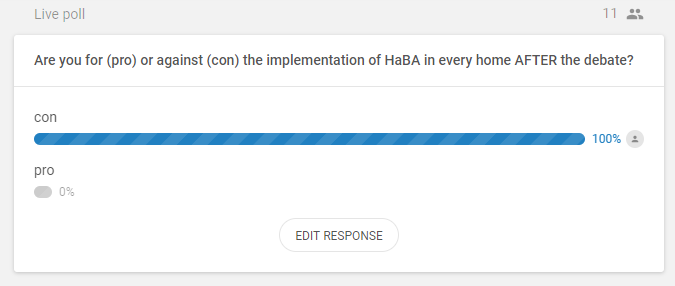 Live poll
11
Are you for (pro) or against (con) the implementation of HaBA in every home AFTER the debate?
con
100%
pro
0%
EDIT RESPONSE